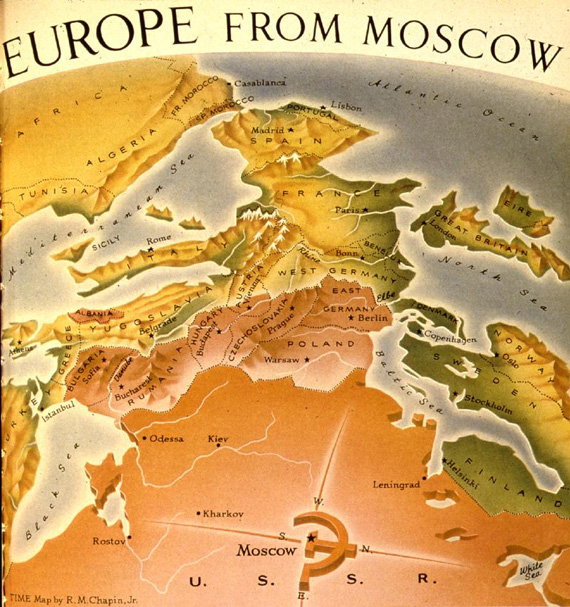 EUROPE FROM MOSCOW
Atlantic Ocean
AFRICA
FR. MOROCCO
Casablanca
SP. MOROCCO
PORTUGAL
Lisbon
ALGERIA
Madrid
SPAIN
TUNISIA
Mediterranean Sea
FRANCE
Paris
EIRE
GREAT BRITAIN
London
SICILY
Rome
ITALY
Rhine
Bonn
BENELUX
North Sea
WEST GERMANY
AUSTRIA
Vienna
EAST
GERMANY
Elbe
Berlin
ALBANIA
YUGOSLAVIA
Belgrade
HUNGARY
Budapest
CZECHOSLOVAKIA
Prague
DENMARK
Copenhagen
NORWAY
Oslo
Athens
GREECE
BULGARIA
Sofia
Danube
Bucharest
RUMANIA
POLAND
Warsaw
Baltic Sea
SWEDEN
Stockholm
Istanbul
Black Sea
Odessa
Kiev
Leningrad
Helsinki
FINLAND
Kharkov
W.
S.
N.
E.
Rostov
Moscow
White
Sea
U. S. S. R.
TIME Map by R.M. Chapin, Jr.